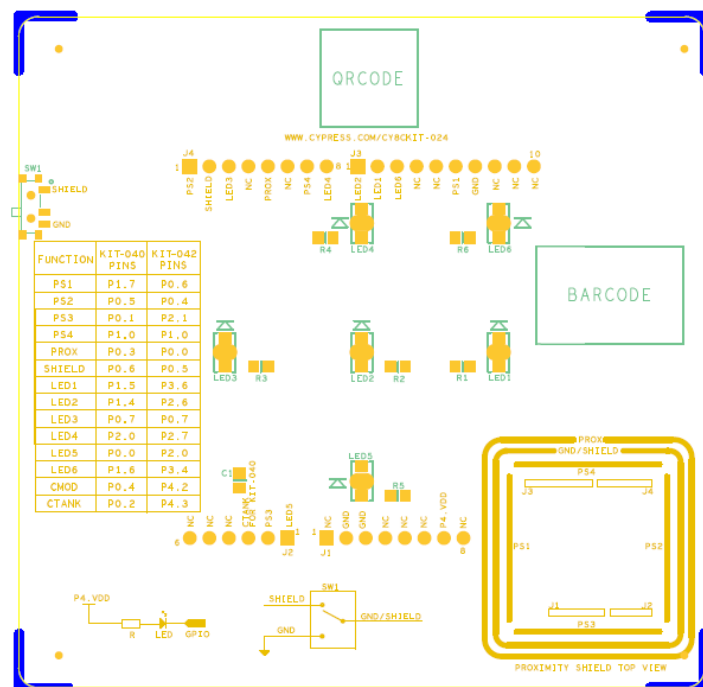 QRCODE
WWW.CYPRESS.COM/CY8CKIT-024
J4
J3
1
8
1
10
PS2
SHIELD
LED3
NC
PROX
NC
PS4
LED4
LED2
LED1
LED6
NC
NC
PS1
GND
NC
NC
NC
SW1
SHIELD
GND
R4
LED4
R6
LED6
FUNCTION KIT-040 PINS KIT-042 PINS
PS1 P1.7 P0.6
PS2 P0.5 P0.4
PS3 P0.1 P2.1
PS4 P1.0 P1.0
PROX P0.3 P0.0
SHIELD P0.6 P0.5
LED1 P1.5 P3.6
LED2 P1.4 P2.6
LED3 P0.7 P0.7
LED4 P2.0 P2.7
LED5 P0.0 P2.0
LED6 P1.6 P3.4
CMOD P0.4 P4.2
CTANK P0.2 P4.3
BARCODE
LED3
R3
LED2
R2
R1
LED1
LED5
C1
R5
NC
NC
NC
CTANK
FOR KIT-040
PS3
LED5
NC
GND
GND
NC
NC
NC
P4.VDD
NC
6
1
J2
1
J1
8
PROX
GND/SHIELD
PS4
J3
J4
PS1
PS2
J1
J2
PS3
PROXIMITY SHIELD TOP VIEW
P4.VDD
R
LED
GPIO
SW1
SHIELD
GND/SHIELD
GND